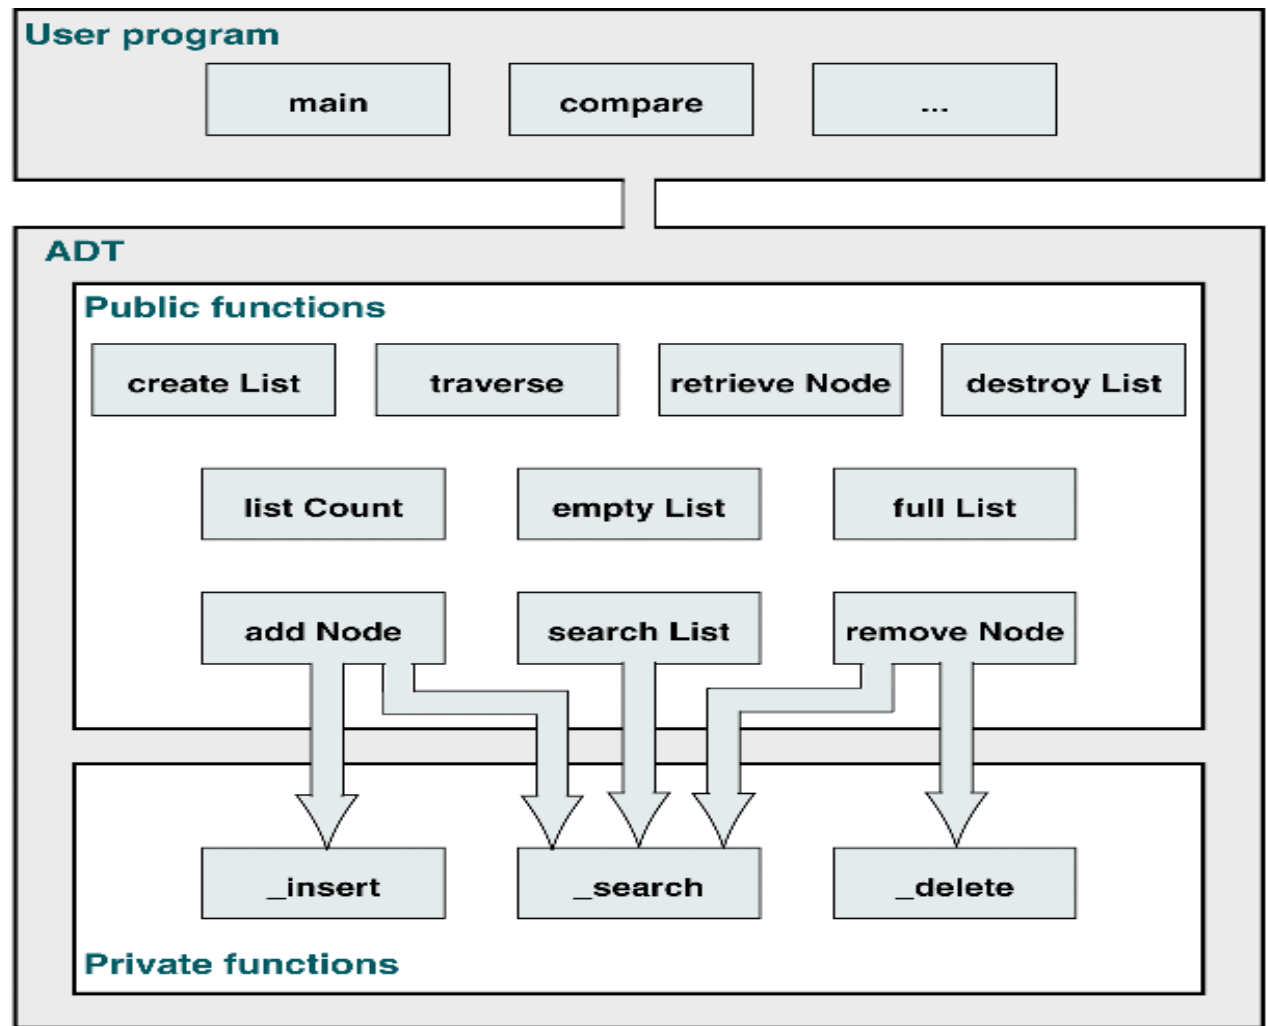 User program
main compare ...
ADT
Public functions
create List traverse retrieve Node destroy List
list Count empty List full List
add Node search List remove Node
_insert _search _delete
Private functions